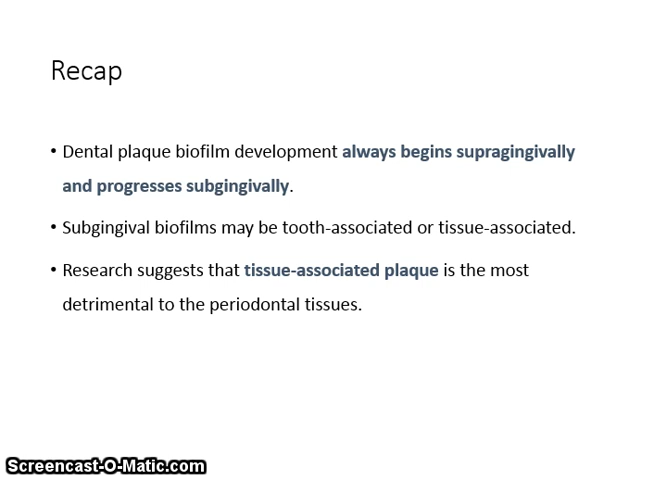 Recap
• Dental plaque biofilm development always begins supragingivally
and progresses subgingivally.
• Subgingival biofilms may be tooth-associated or tissue-associated.
• Research suggests that tissue-associated plaque is the most
detrimental to the periodontal tissues.
Screencast-O-Matic.com